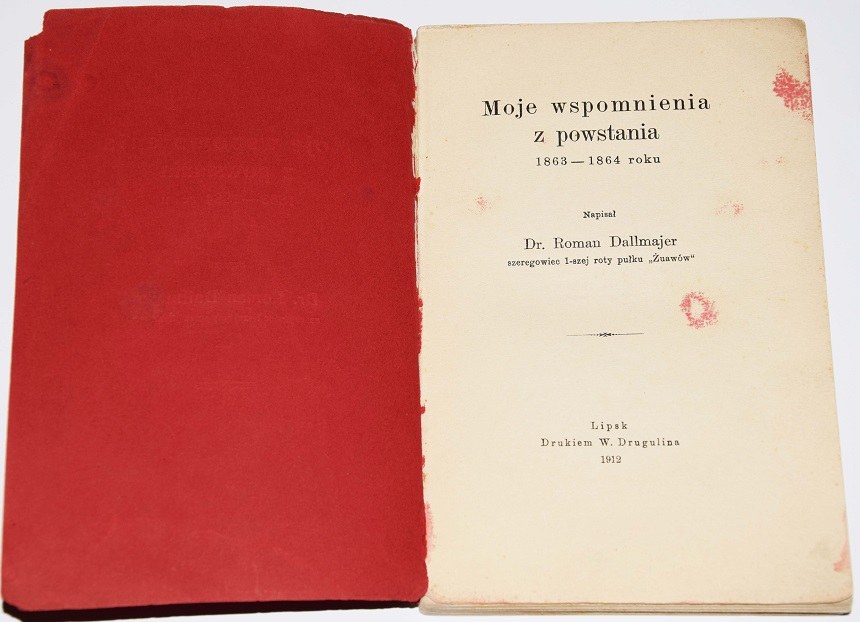 Moje wspomnienia
z powstania
1863 — 1864 roku
Napisał
Dr. Roman Dallmajer
szeregowiec 1-szej roty pułku „Żuawów“
Lipsk
Drukiem W. Drugulina
1912